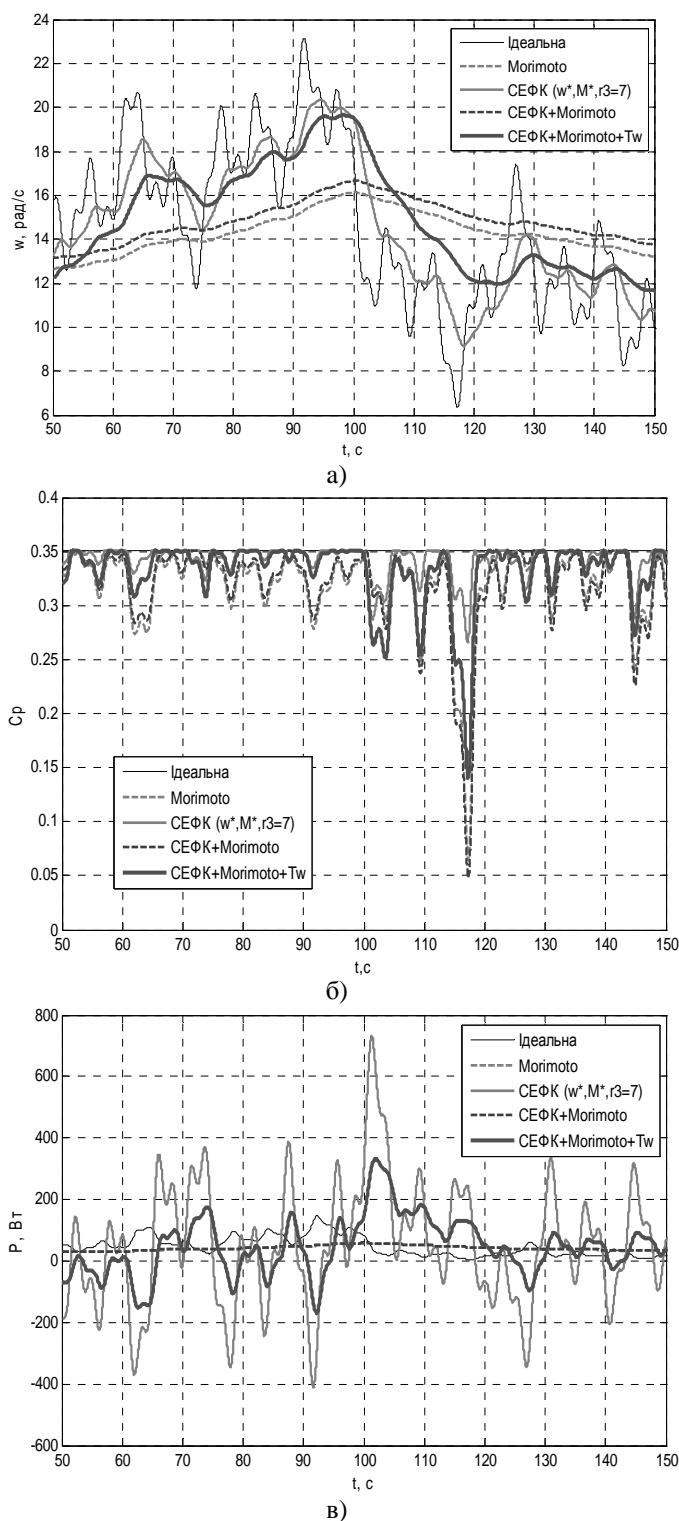 24
22
20
18
16
14
12
10
8
6
w, рад/с
50 60 70 80 90 100 110 120 130 140 150
t, c
Ідеальна
Morimoto
СЕФК (w*,M*,r3=7)
СЕФК+Morimoto
СЕФК+Morimoto+Tw
а)
0.4
0.35
0.3
0.25
0.2
0.15
0.1
0.05
0
Cp
Ідеальна
Morimoto
СЕФК (w*,M*,r3=7)
СЕФК+Morimoto
СЕФК+Morimoto+Tw
50 60 70 80 90 100 110 120 130 140 150
t,c
б)
800
600
400
200
0
-200
-400
-600
P, Вт
Ідеальна
Morimoto
СЕФК (w*,M*,r3=7)
СЕФК+Morimoto
СЕФК+Morimoto+Tw
50 60 70 80 90 100 110 120 130 140 150
t, c
в)